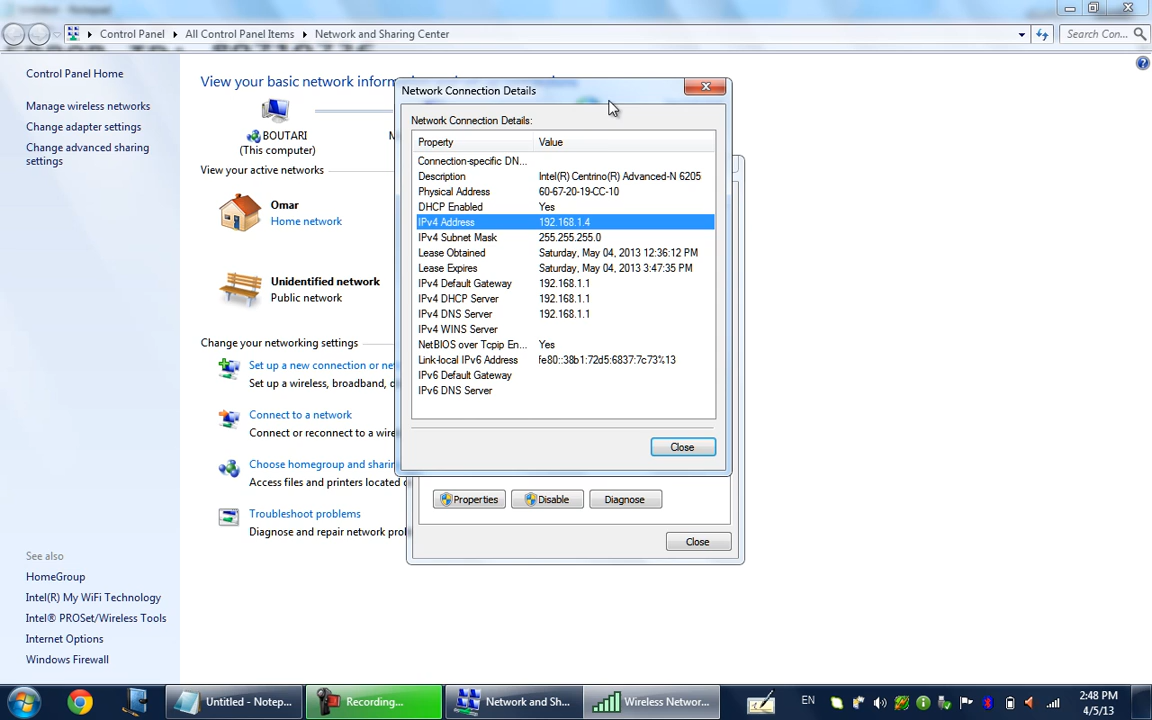 Control Panel
All Control Panel Items
Network and Sharing Center
Search Con...
Control Panel Home
Manage wireless networks
Change adapter settings
Change advanced sharing
settings
See also
HomeGroup
Intel(R) My WiFi Technology
Intel® PROSet/Wireless Tools
Internet Options
Windows Firewall
View your basic network inform
BOUTARI
(This computer)
View your active networks
Omar
Home network
Unidentified network
Public network
Change your networking settings
Set up a new connection or ne
Set up a wireless, broadband,
Connect to a network
Connect or reconnect to a wire
Choose homegroup and sharin
Access files and printers located
Troubleshoot problems
Diagnose and repair network prol
Network Connection Details
Network Connection Details:
Property Value
Connection-specific DN...
Description Intel(R) Centrino(R) Advanced-N 6205
Physical Address 60-67-20-19-CC-10
DHCP Enabled Yes
IPv4 Address 192.168.1.4
IPv4 Subnet Mask 255.255.255.0
Lease Obtained Saturday, May 04, 2013 12:36:12 PM
Lease Expires Saturday, May 04, 2013 3:47:35 PM
IPv4 Default Gateway 192.168.1.1
IPv4 DHCP Server 192.168.1.1
IPv4 DNS Server 192.168.1.1
IPv4 WINS Server
NetBIOS over Tcpip En... Yes
Link-local IPv6 Address fe80::38b1:72d5:6837:7c73%13
IPv6 Default Gateway
IPv6 DNS Server
Close
Properties Disable Diagnose
Close
Untitled - Notep...
Recording...
Network and Sh...
Wireless Networ...
EN
2:48 PM
4/5/13